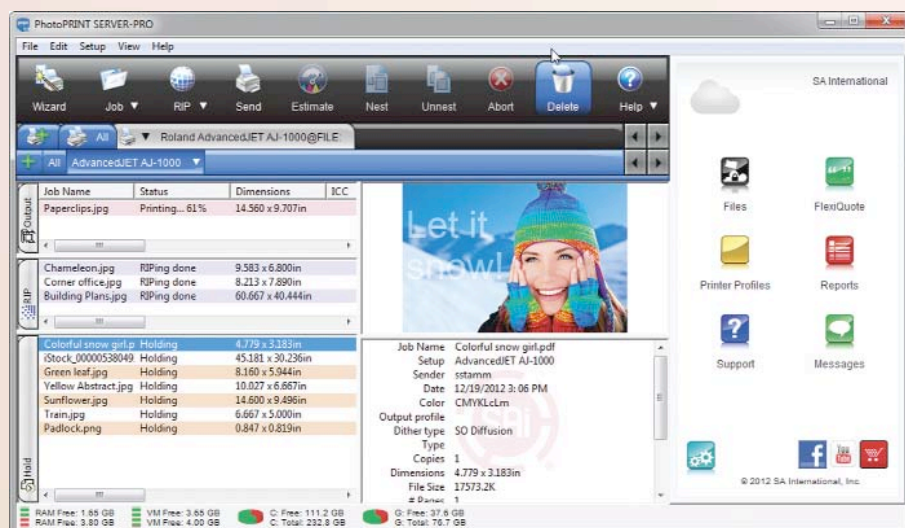 PhotoPRINT SERVER-PRO
File Edit Setup View Help
Wizard Job RIP Send Estimate Nest Unnest Abort Delete Help
All Roland AdvancedJET AJ-1000@FILE
All AdvancedJET AJ-1000
Output
Job Name Status Dimensions ICC
Paperclips.jpg Printing... 61% 14.560 x 9.707in
RIP
Chameleon.jpg RIPing done 9.583 x 6.800in
Corner office.jpg RIPing done 8.213 x 7.890in
Building Plans.jpg RIPing done 60.667 x 40.444in
Hold
Colorful snow girl.p Holding 4.779 x 3.183in
iStock_00000538049 Holding 45.181 x 30.236in
Green leaf.jpg Holding 8.160 x 5.944in
Yellow Abstract.jpg Holding 10.027 x 6.667in
Sunflower.jpg Holding 14.600 x 9.496in
Train.jpg Holding 6.667 x 5.000in
Padlock.png Holding 0.847 x 0.819in
Let it
snow!
Job Name Colorful snow girl.pdf
Setup AdvancedJET AJ-1000
Sender sstamm
Date 12/19/2012 3:06 PM
Color CMYKLcLm
Output profile
Dither type SO Diffusion
Type
Copies 1
Dimensions 4.779 x 3.183in
File Size 17573.2K
# Pages 1
SAi
SA International
Files FlexiQuote
Printer Profiles Reports
Support Messages
You Tube
© 2012 SA International, Inc.
RAM Free: 1.65 GB VM Free: 3.65 GB C: Free: 111.2 GB G: Free: 37.6 GB
RAM Free: 3.80 GB VM Free: 4.00 GB C: Total: 232.8 GB G: Total: 76.7 GB